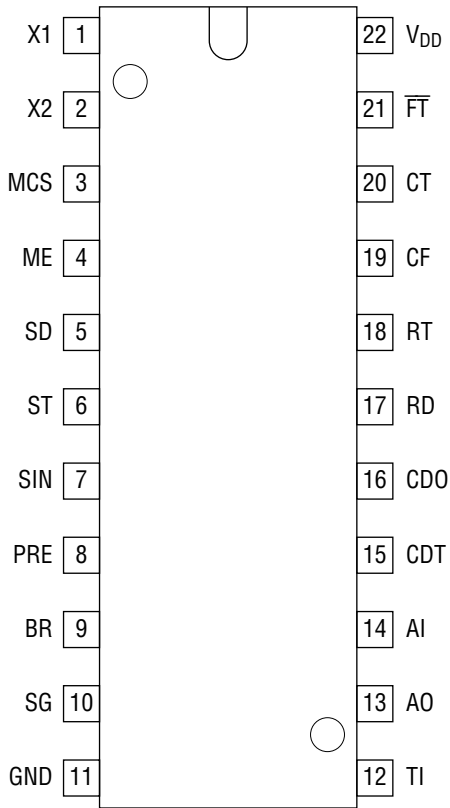 X1 1 22 VDD
X2 2 21 F̅T̅
MCS 3 20 CT
ME 4 19 CF
SD 5 18 RT
ST 6 17 RD
SIN 7 16 CDO
PRE 8 15 CDT
BR 9 14 AI
SG 10 13 AO
GND 11 12 TI